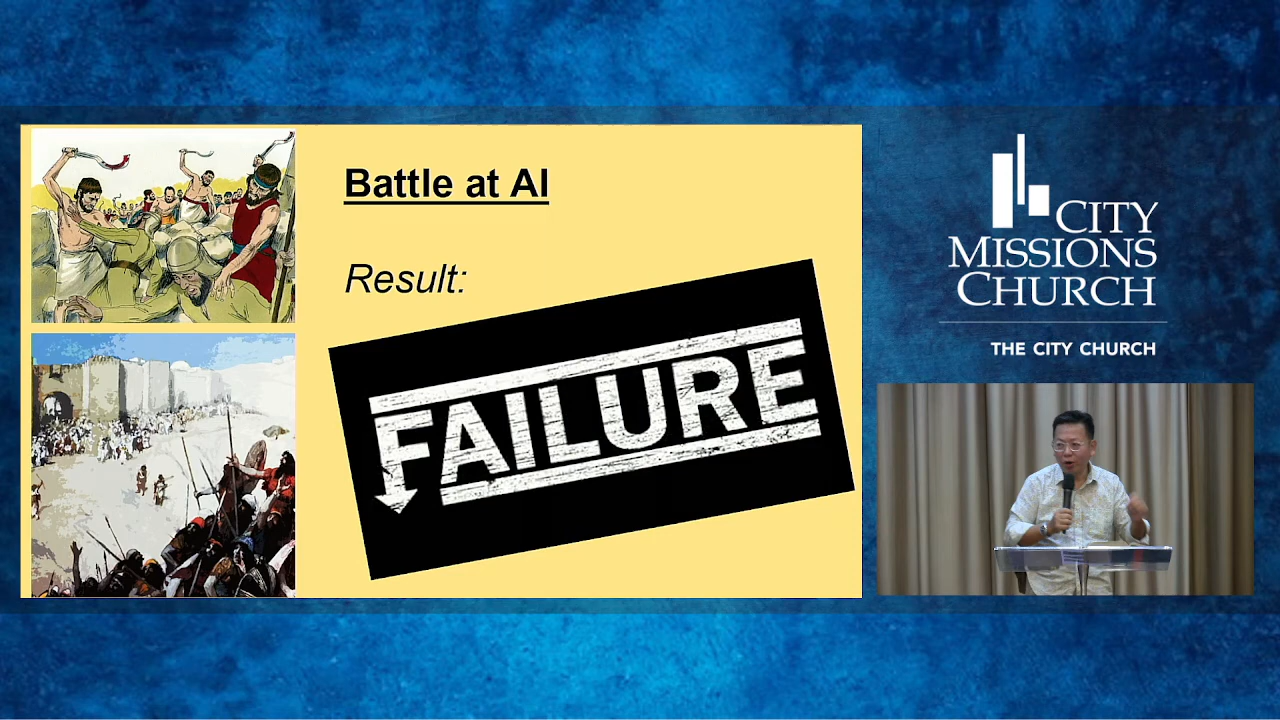 Battle at AI
Result:
FAILURE
CITY
MISSIONS
CHURCH
THE CITY CHURCH